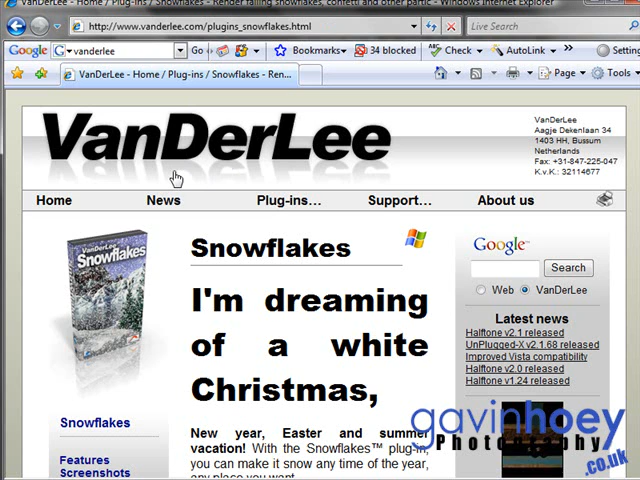 VanDerLee - Home / Plug-ins / Snowflakes - Render falling snowflakes, confetti and other partic - Windows Internet Explorer
http://www.vanderlee.com/plugins_snowflakes.html
Live Search
Google
vanderlee
Go
Bookmarks
34 blocked
Check
AutoLink
VanDerLee - Home / Plug-ins / Snowflakes - Ren...
Page
Tools
VanDerLee
VanDerLee
Aagje Dekenlaan 34
1403 HH, Bussum
Netherlands
Fax: +31-847-225-047
K.v.K.: 32114677
Home
News
Plug-ins...
Support...
About us
VanDerLee
Snowflakes
Snowflakes
I'm dreaming
of a white
Christmas,
New year, Easter and summer
vacation! With the Snowflakes™ plug-in,
you can make it snow any time of the year,
any place you want.
Snowflakes
Features
Screenshots
Google™
Search
Web
VanDerLee
Latest news
Halftone v2.1 released
UnPlugged-X v2.1.68 released
Improved Vista compatibility
Halftone v2.0 released
Halftone v1.24 released
gavinhoey
Photography
.co.uk